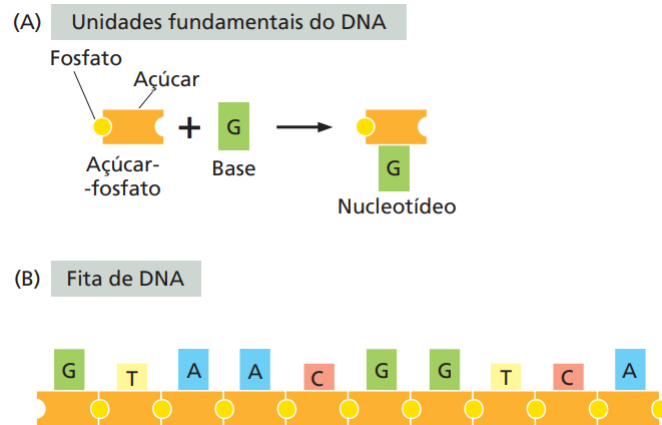 (A) Unidades fundamentais do DNA
Fosfato
Açúcar
+ G G
Açúcar-
-fosfato
Base
Nucleotídeo
(B) Fita de DNA
G T A A C G G T C A